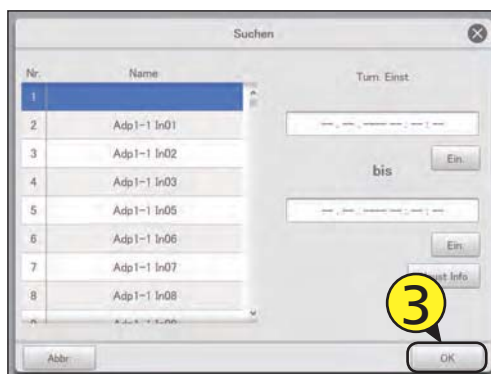 Suchen
Nr. Name
1
2 Adp1-1 In01
3 Adp1-1 In02
4 Adp1-1 In03
5 Adp1-1 In05
6 Adp1-1 In06
7 Adp1-1 In07
8 Adp1-1 In08
Turn. Einst.
--.--.---- --:--:--
Ein.
bis
--.--.---- --:--:--
Ein.
Info
3
Abbr.
OK